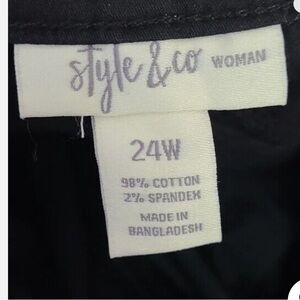 style & co WOMAN
24W
98% COTTON
2% SPANDEX
MADE IN
BANGLADESH